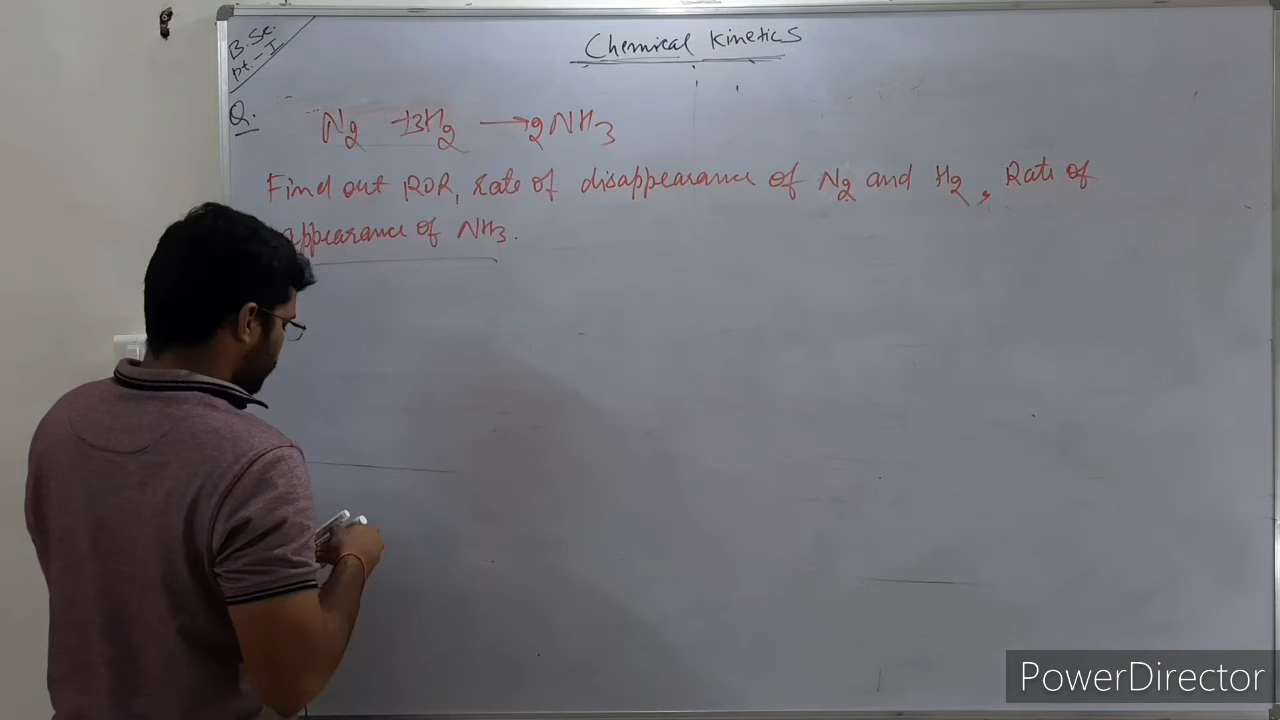 B.Sc.
pt.-I
Chemical Kinetics
Q.
N2 +3H2 → 2NH3
Find out ROR, Rate of disappearance of N2 and H2, Rate of
appearance of NH3.
PowerDirector